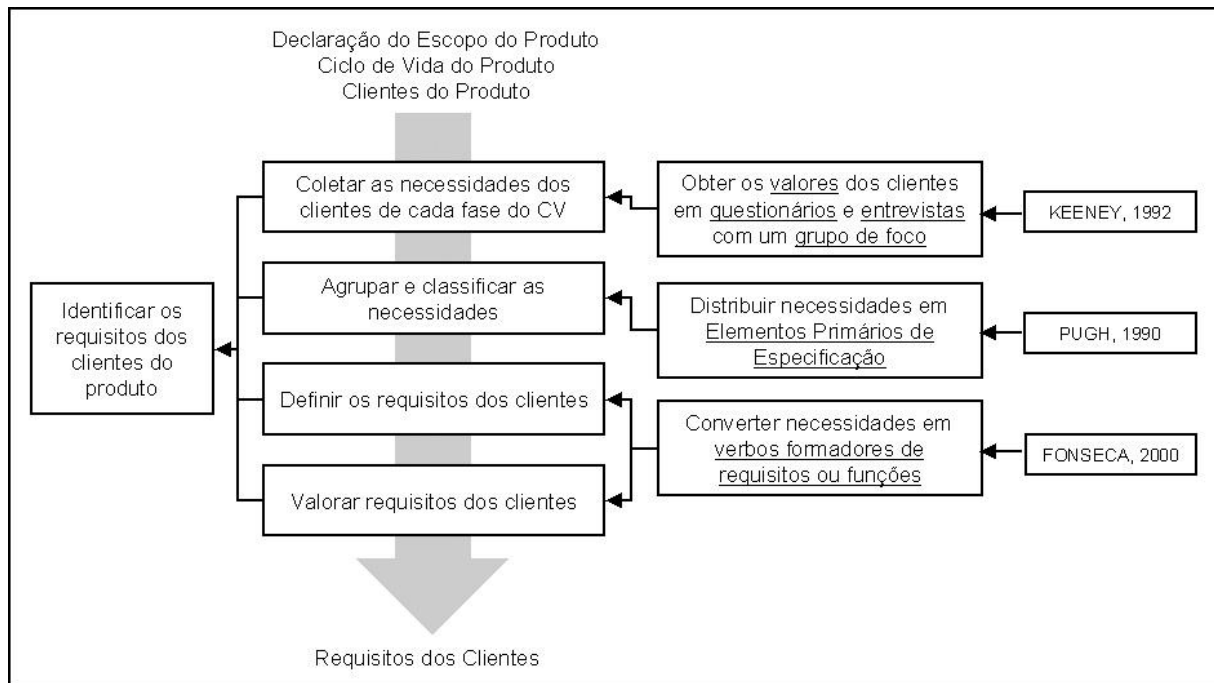 Declaração do Escopo do Produto
Ciclo de Vida do Produto
Clientes do Produto
Coletar as necessidades dos
clientes de cada fase do CV
Obter os valores dos clientes
em questionários e entrevistas
com um grupo de foco
KEENEY, 1992
Agrupar e classificar as
necessidades
Distribuir necessidades em
Elementos Primários de
Especificação
PUGH, 1990
Identificar os
requisitos dos
clientes do
produto
Definir os requisitos dos clientes
Converter necessidades em
verbos formadores de
requisitos ou funções
FONSECA, 2000
Valorar requisitos dos clientes
Requisitos dos Clientes